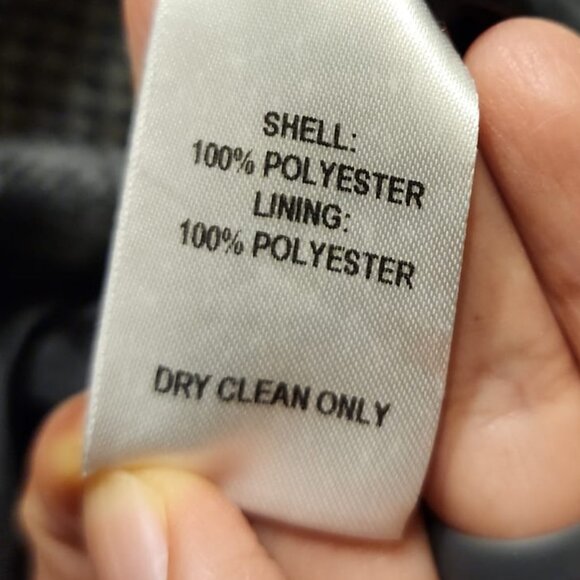 SHELL:
100% POLYESTER
LINING:
100% POLYESTER
DRY CLEAN ONLY